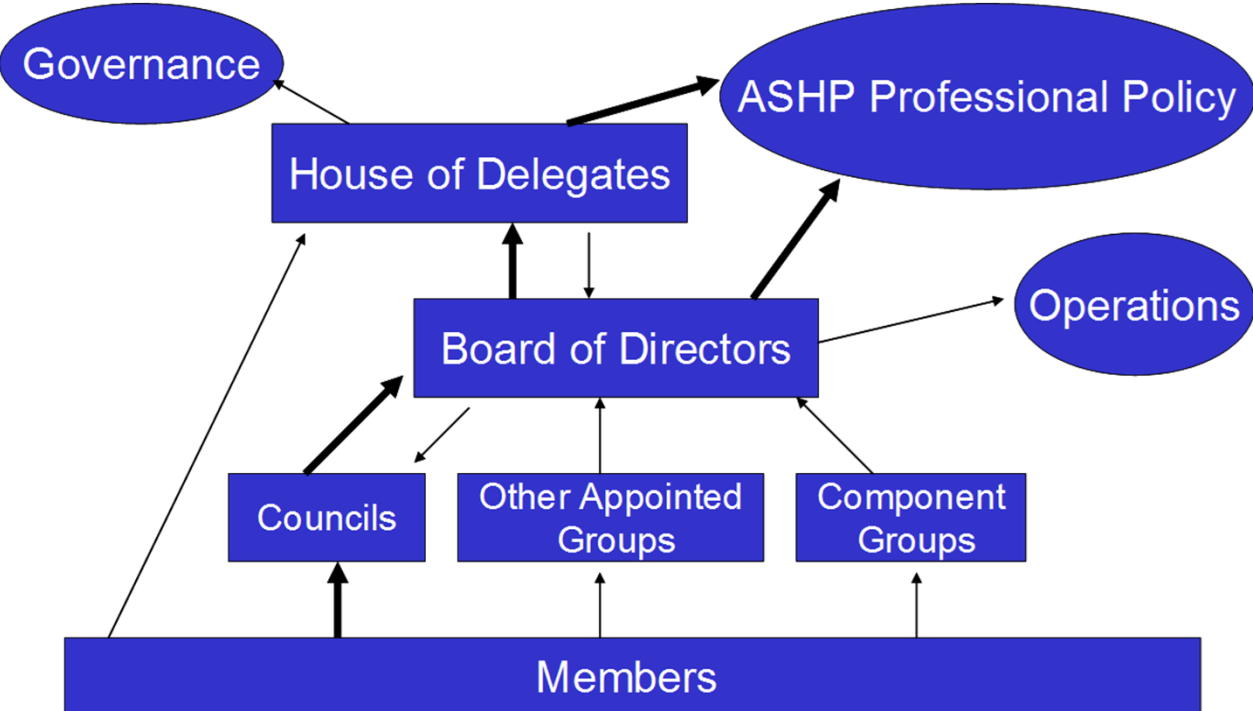 Governance
ASHP Professional Policy
House of Delegates
Operations
Board of Directors
Councils
Other Appointed
Groups
Component
Groups
Members